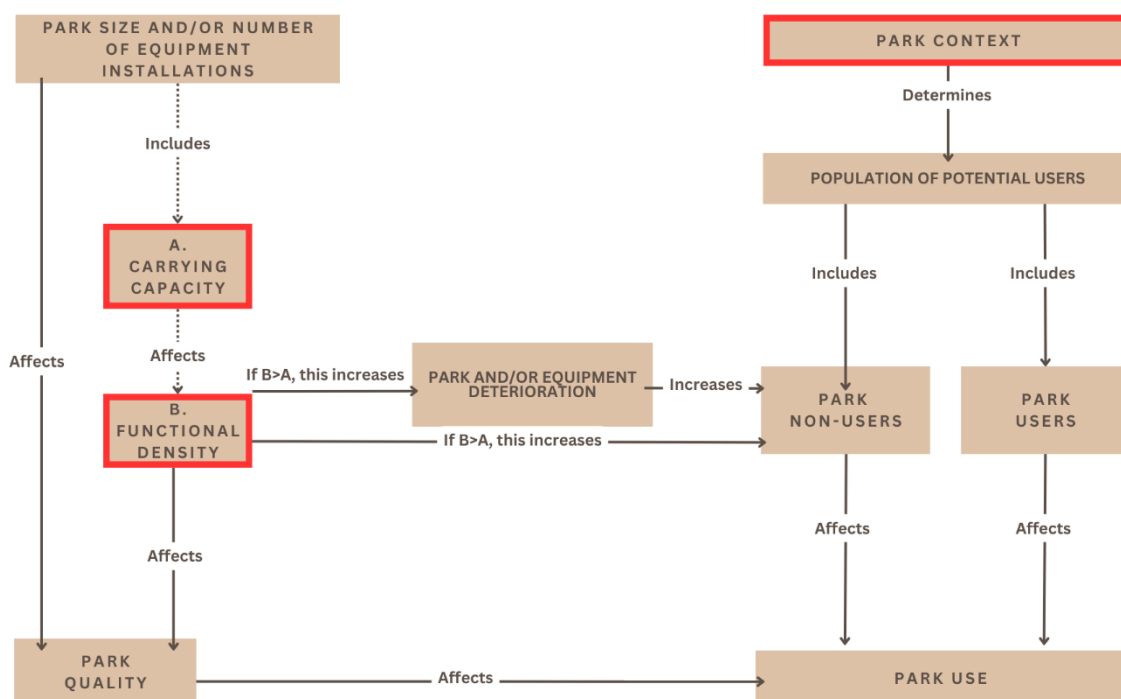 PARK SIZE AND/OR NUMBER
OF EQUIPMENT
INSTALLATIONS
PARK CONTEXT
Determines
Includes
POPULATION OF POTENTIAL USERS
A.
CARRYING
CAPACITY
Includes
Includes
Affects
Affects
If B>A, this increases
PARK AND/OR EQUIPMENT
DETERIORATION
Increases
PARK
NON-USERS
PARK
USERS
B.
FUNCTIONAL
DENSITY
If B>A, this increases
Affects
Affects
Affects
PARK
QUALITY
Affects
PARK USE